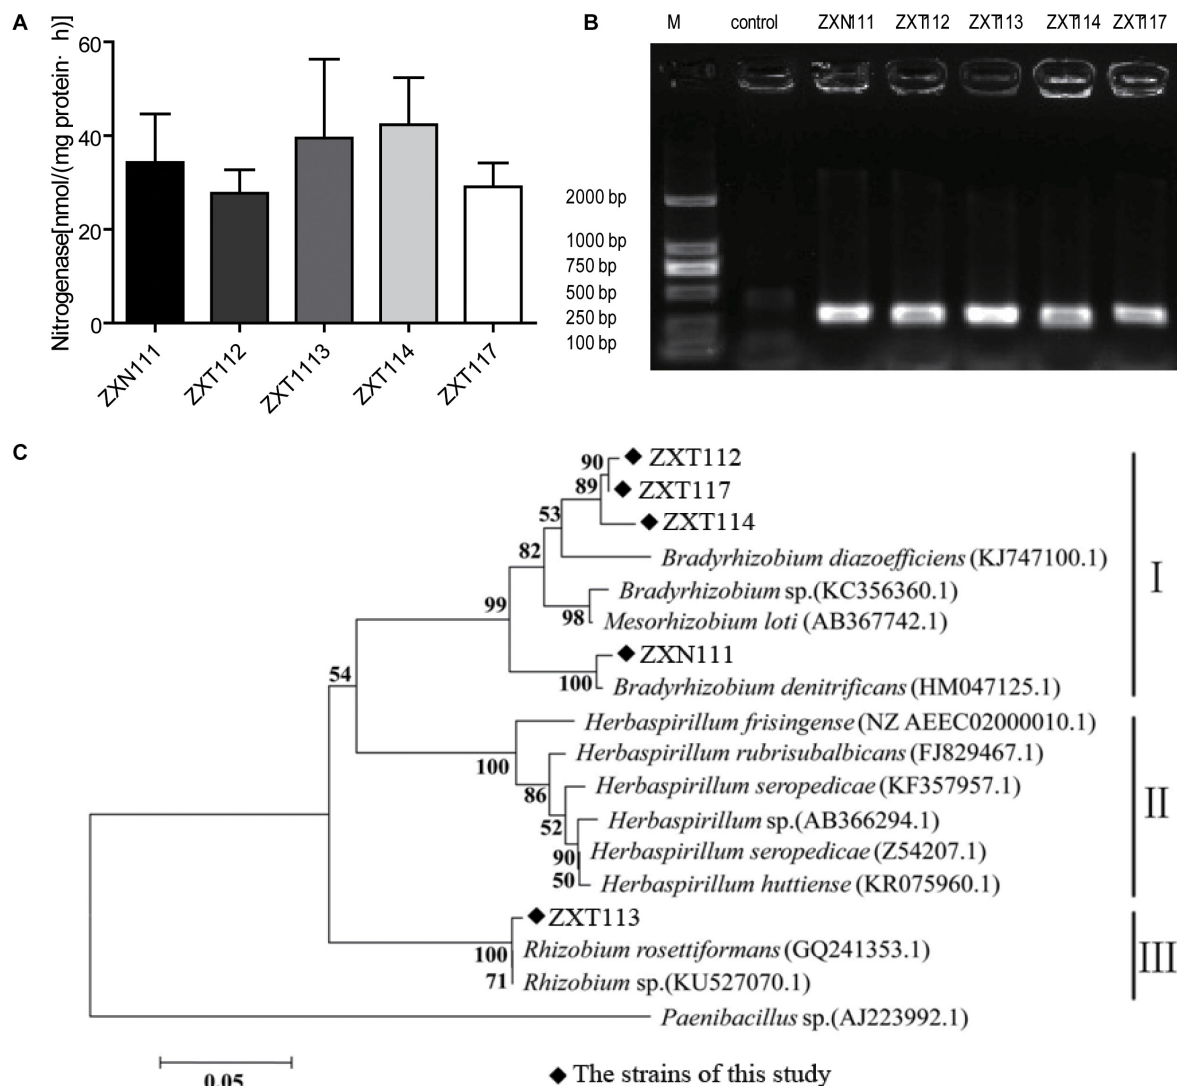 A
Nitrogenase[nmol/(mg protein· h)]
60
40
20
0
ZXN111
ZXT112
ZXT1113
ZXT114
ZXT117
B
M control ZXN111 ZXT112 ZXT113 ZXT114 ZXT117
2000 bp
1000 bp
750 bp
500 bp
250 bp
100 bp
C
90
ZXT112
89
ZXT117
53
ZXT114
82
Bradyrhizobium diazoefficiens (KJ747100.1)
I
Bradyrhizobium sp.(KC356360.1)
99
98
Mesorhizobium loti (AB367742.1)
ZXN111
54
100
Bradyrhizobium denitrificans (HM047125.1)
Herbaspirillum frisingense (NZ AEEC02000010.1)
Herbaspirillum rubrisubalbicans (FJ829467.1)
100
Herbaspirillum seropedicae (KF357957.1)
86
II
Herbaspirillum sp.(AB366294.1)
52
Herbaspirillum seropedicae (Z54207.1)
90
50
Herbaspirillum huttiense (KR075960.1)
ZXT113
100
Rhizobium rosettiformans (GQ241353.1)
III
71
Rhizobium sp.(KU527070.1)
Paenibacillus sp.(AJ223992.1)
0.05
The strains of this study